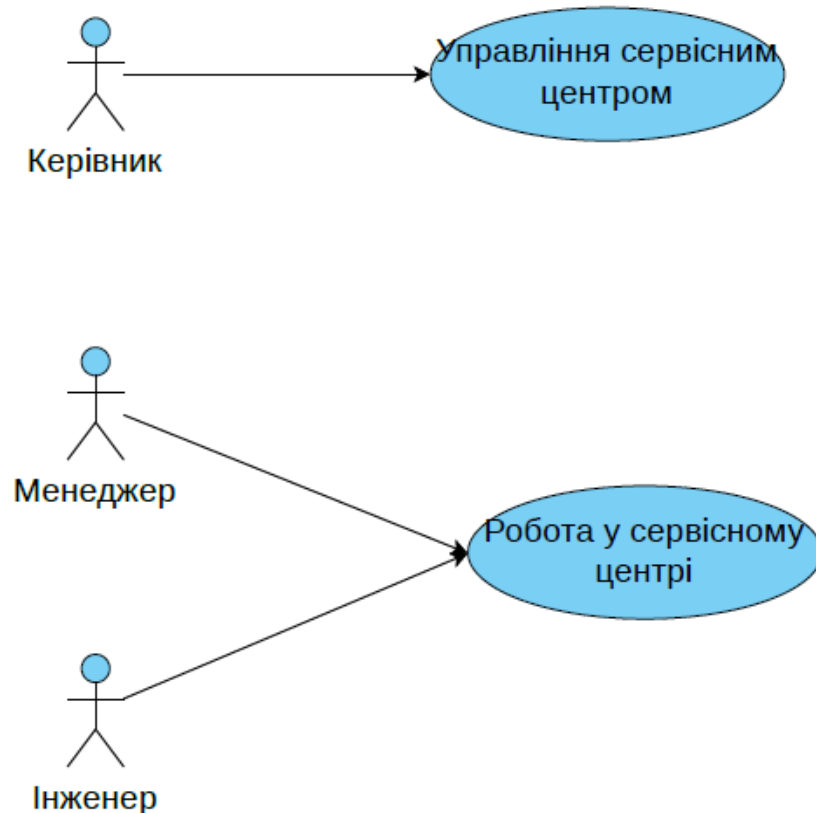 Управління сервісним
центром
Керівник
Менеджер
Робота у сервісному
центрі
Інженер